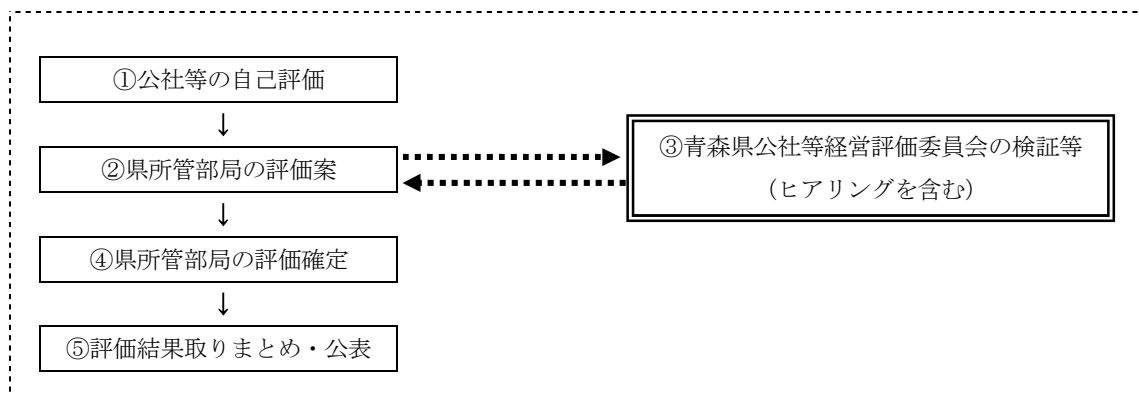 ①公社等の自己評価
↓
②県所管部局の評価案
③青森県公社等経営評価委員会の検証等
（ヒアリングを含む）
↓
④県所管部局の評価確定
↓
⑤評価結果取りまとめ・公表